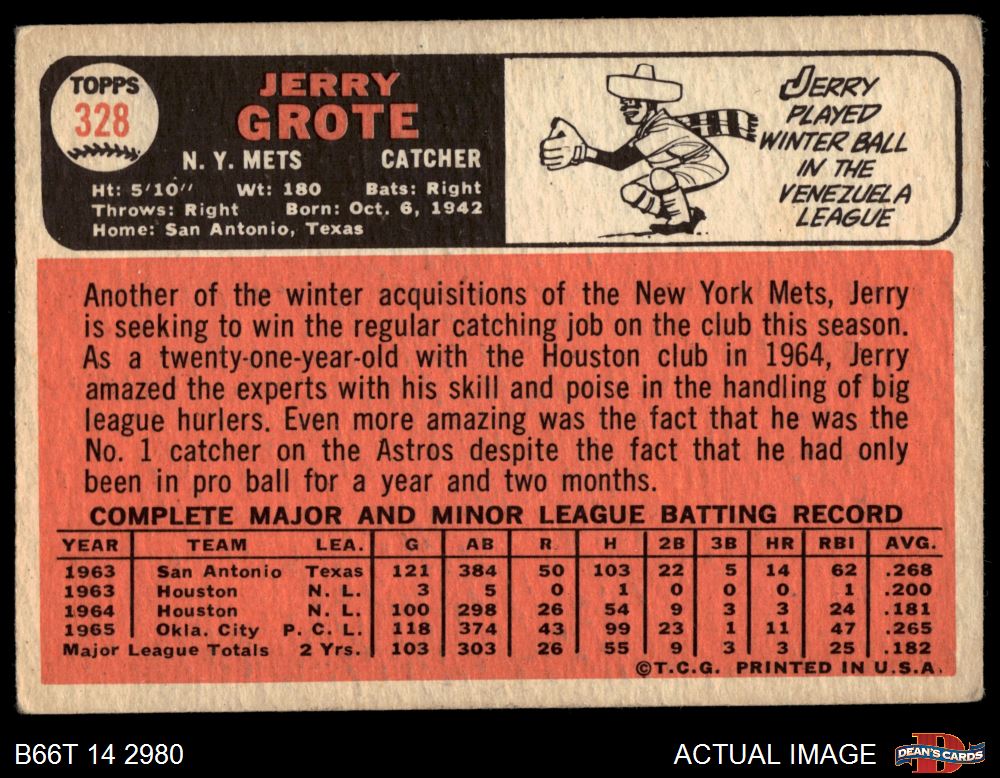 TOPPS
328
JERRY
GROTE
N. Y. METS CATCHER
Ht: 5'10" Wt: 180 Bats: Right
Throws: Right Born: Oct. 6, 1942
Home: San Antonio, Texas
JERRY
PLAYED
WINTER BALL
IN THE
VENEZUELA
LEAGUE
Another of the winter acquisitions of the New York Mets, Jerry
is seeking to win the regular catching job on the club this season.
As a twenty-one-year-old with the Houston club in 1964, Jerry
amazed the experts with his skill and poise in the handling of big
league hurlers. Even more amazing was the fact that he was the
No. 1 catcher on the Astros despite the fact that he had only
been in pro ball for a year and two months.
COMPLETE MAJOR AND MINOR LEAGUE BATTING RECORD
YEAR TEAM LEA. G AB R H 2B 3B HR RBI AVG.
1963 San Antonio Texas 121 384 50 103 22 5 14 62 .268
1963 Houston N. L. 3 5 0 1 0 0 0 1 .200
1964 Houston N. L. 100 298 26 54 9 3 3 24 .181
1965 Okla. City P. C. L. 118 374 43 99 23 1 11 47 .265
Major League Totals 2 Yrs. 103 303 26 55 9 3 3 25 .182
©T.C.G. PRINTED IN U.S.A.
B66T 14 2980
ACTUAL IMAGE
D
DEAN'S CARDS